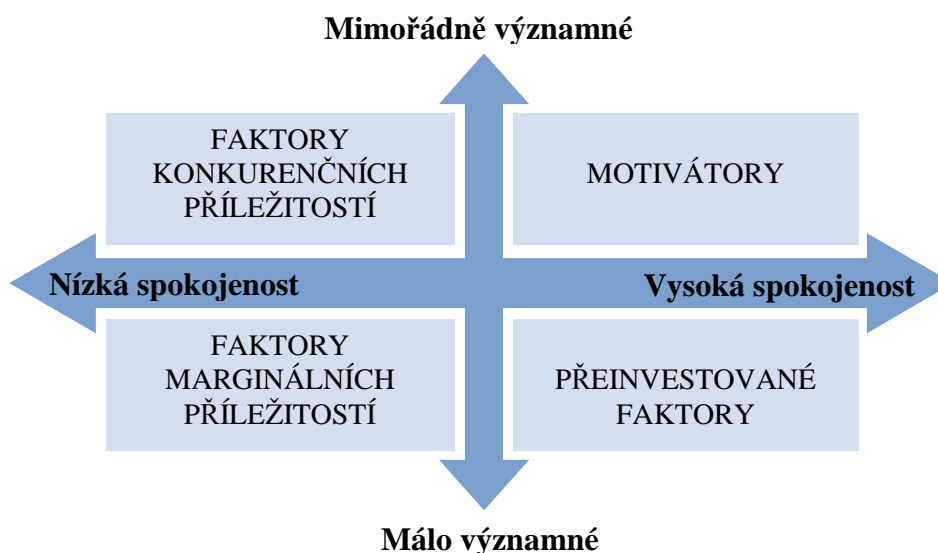 Mimořádně významné
FAKTORY
KONKURENČNÍCH
PŘÍLEŽITOSTÍ
MOTIVÁTORY
Nízká spokojenost
Vysoká spokojenost
FAKTORY
MARGINÁLNÍCH
PŘÍLEŽITOSTÍ
PŘEINVESTOVANÉ
FAKTORY
Málo významné